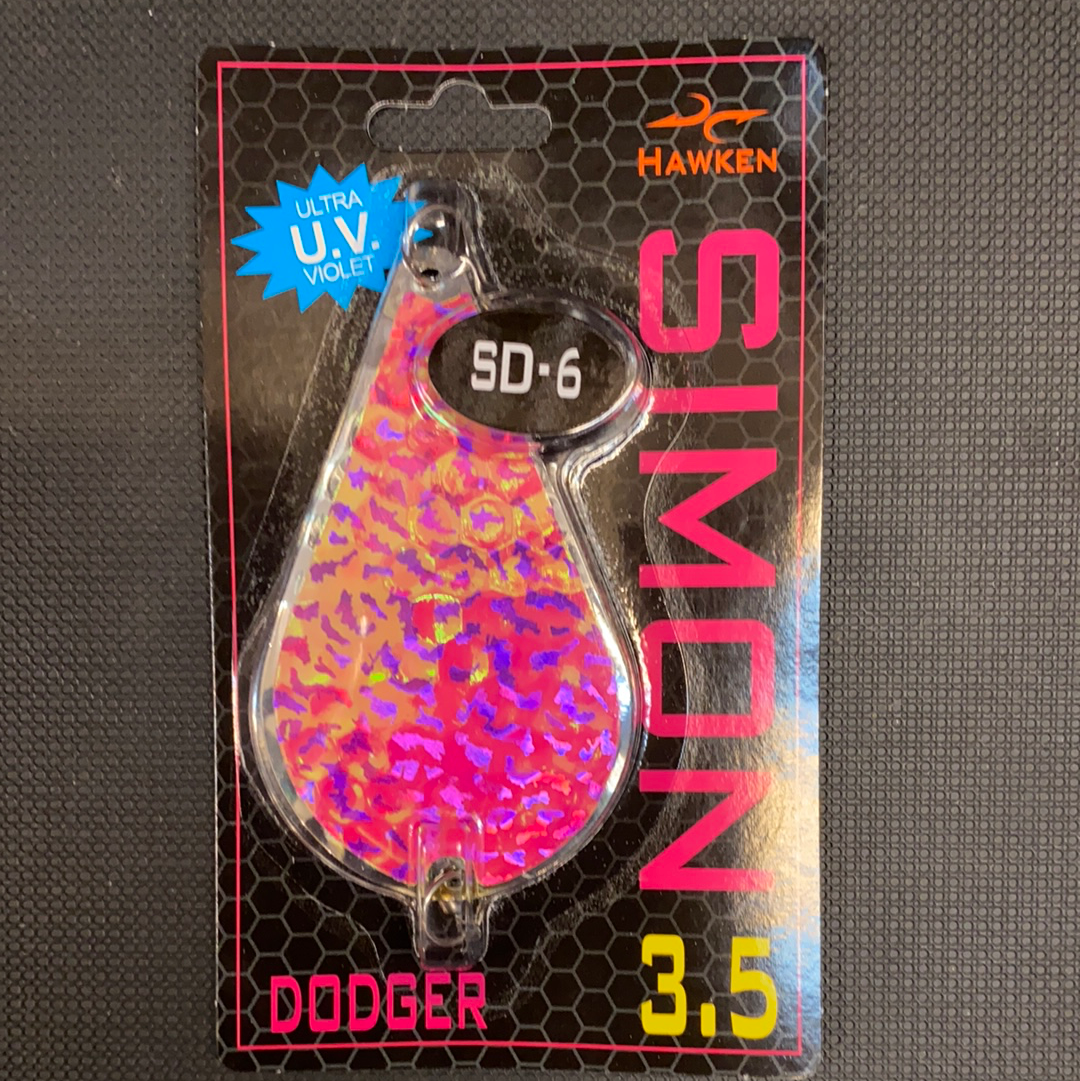 HAWKEN
ULTRA
U.V.
VIOLET
SD-6
SIMON
3.5
DODGER